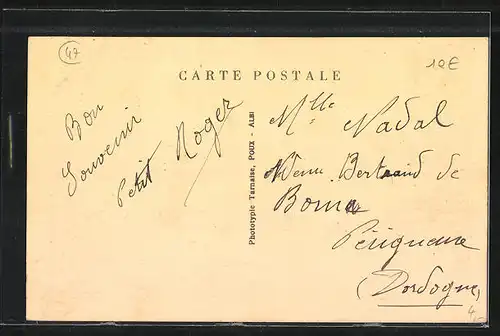 47
10€
CARTE POSTALE
Bon
Souvenir
Petit Roger
Phototypie Tarnaise, POUX - ALBI
Mlle Nadal
Bertrand de
Born
Périgueux
(Dordogne)